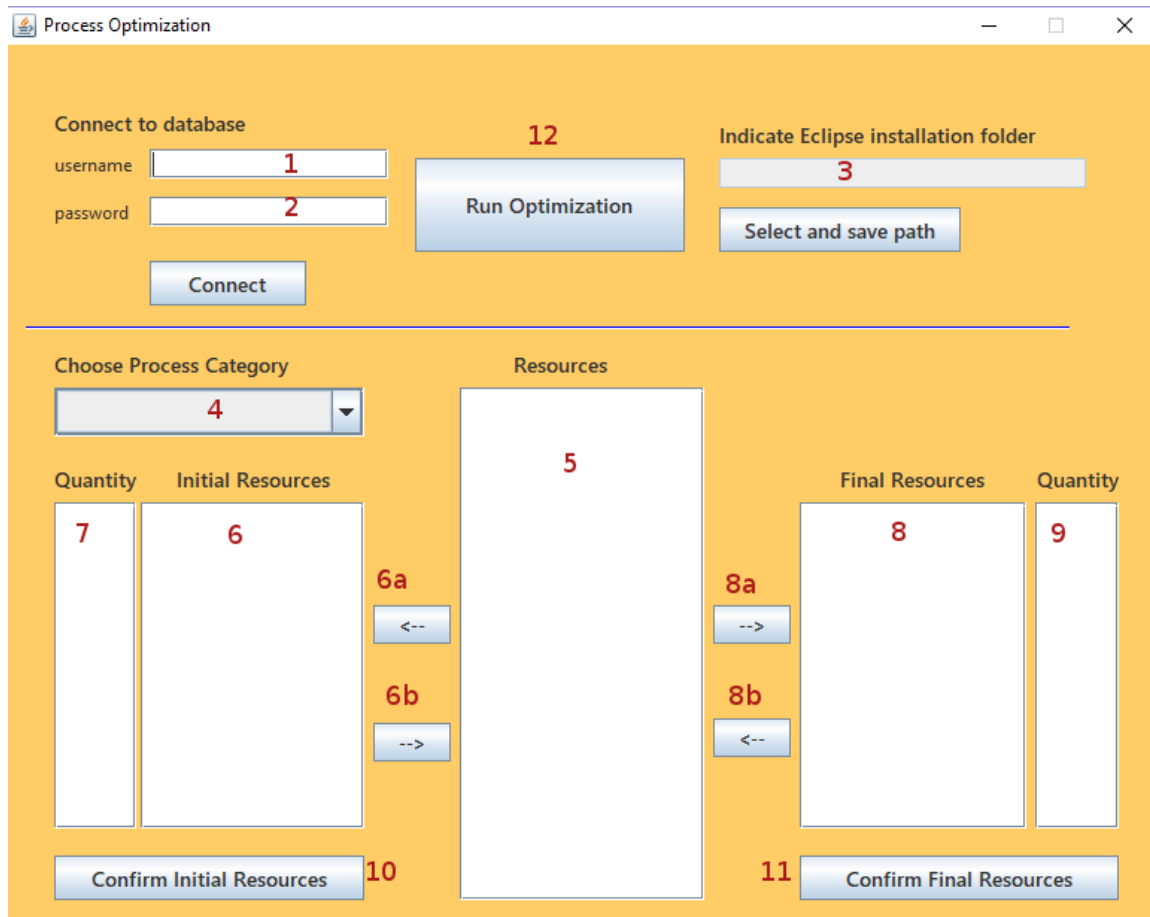 Process Optimization
Connect to database
username 1
password 2
Connect
12
Run Optimization
Indicate Eclipse installation folder
3
Select and save path
Choose Process Category
4
Resources
5
Quantity Initial Resources
7 6
6a
<--
6b
-->
8a
-->
8b
<--
Final Resources Quantity
8 9
Confirm Initial Resources 10
11 Confirm Final Resources